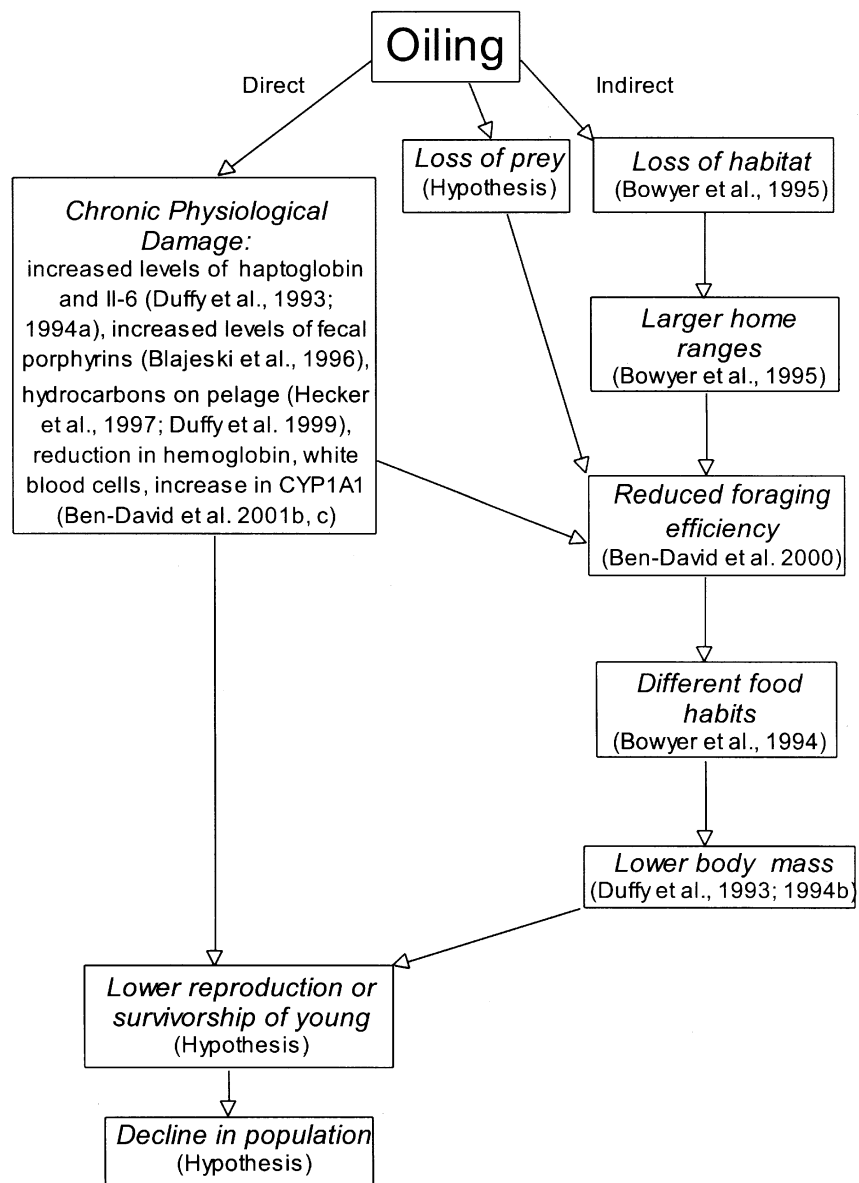 Oiling
Direct
Indirect
Loss of prey
(Hypothesis)
Loss of habitat
(Bowyer et al., 1995)
Chronic Physiological
Damage:
increased levels of haptoglobin
and Il-6 (Duffy et al., 1993;
1994a), increased levels of fecal
porphyrins (Blajeski et al., 1996),
hydrocarbons on pelage (Hecker
et al., 1997; Duffy et al. 1999),
reduction in hemoglobin, white
blood cells, increase in CYP1A1
(Ben-David et al. 2001b, c)
Larger home
ranges
(Bowyer et al., 1995)
Reduced foraging
efficiency
(Ben-David et al. 2000)
Different food
habits
(Bowyer et al., 1994)
Lower body mass
(Duffy et al., 1993; 1994b)
Lower reproduction or
survivorship of young
(Hypothesis)
Decline in population
(Hypothesis)